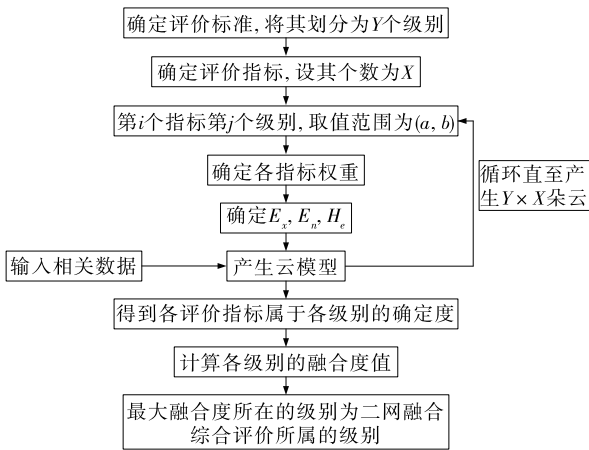 确定评价标准,将其划分为Y个级别
确定评价指标,设其个数为X
第i个指标第j个级别,取值范围为(a, b)
确定各指标权重
循环直至产
生Y×X朵云
确定Ex, En, He
输入相关数据
产生云模型
得到各评价指标属于各级别的确定度
计算各级别的融合度值
最大融合度所在的级别为二网融合
综合评价所属的级别